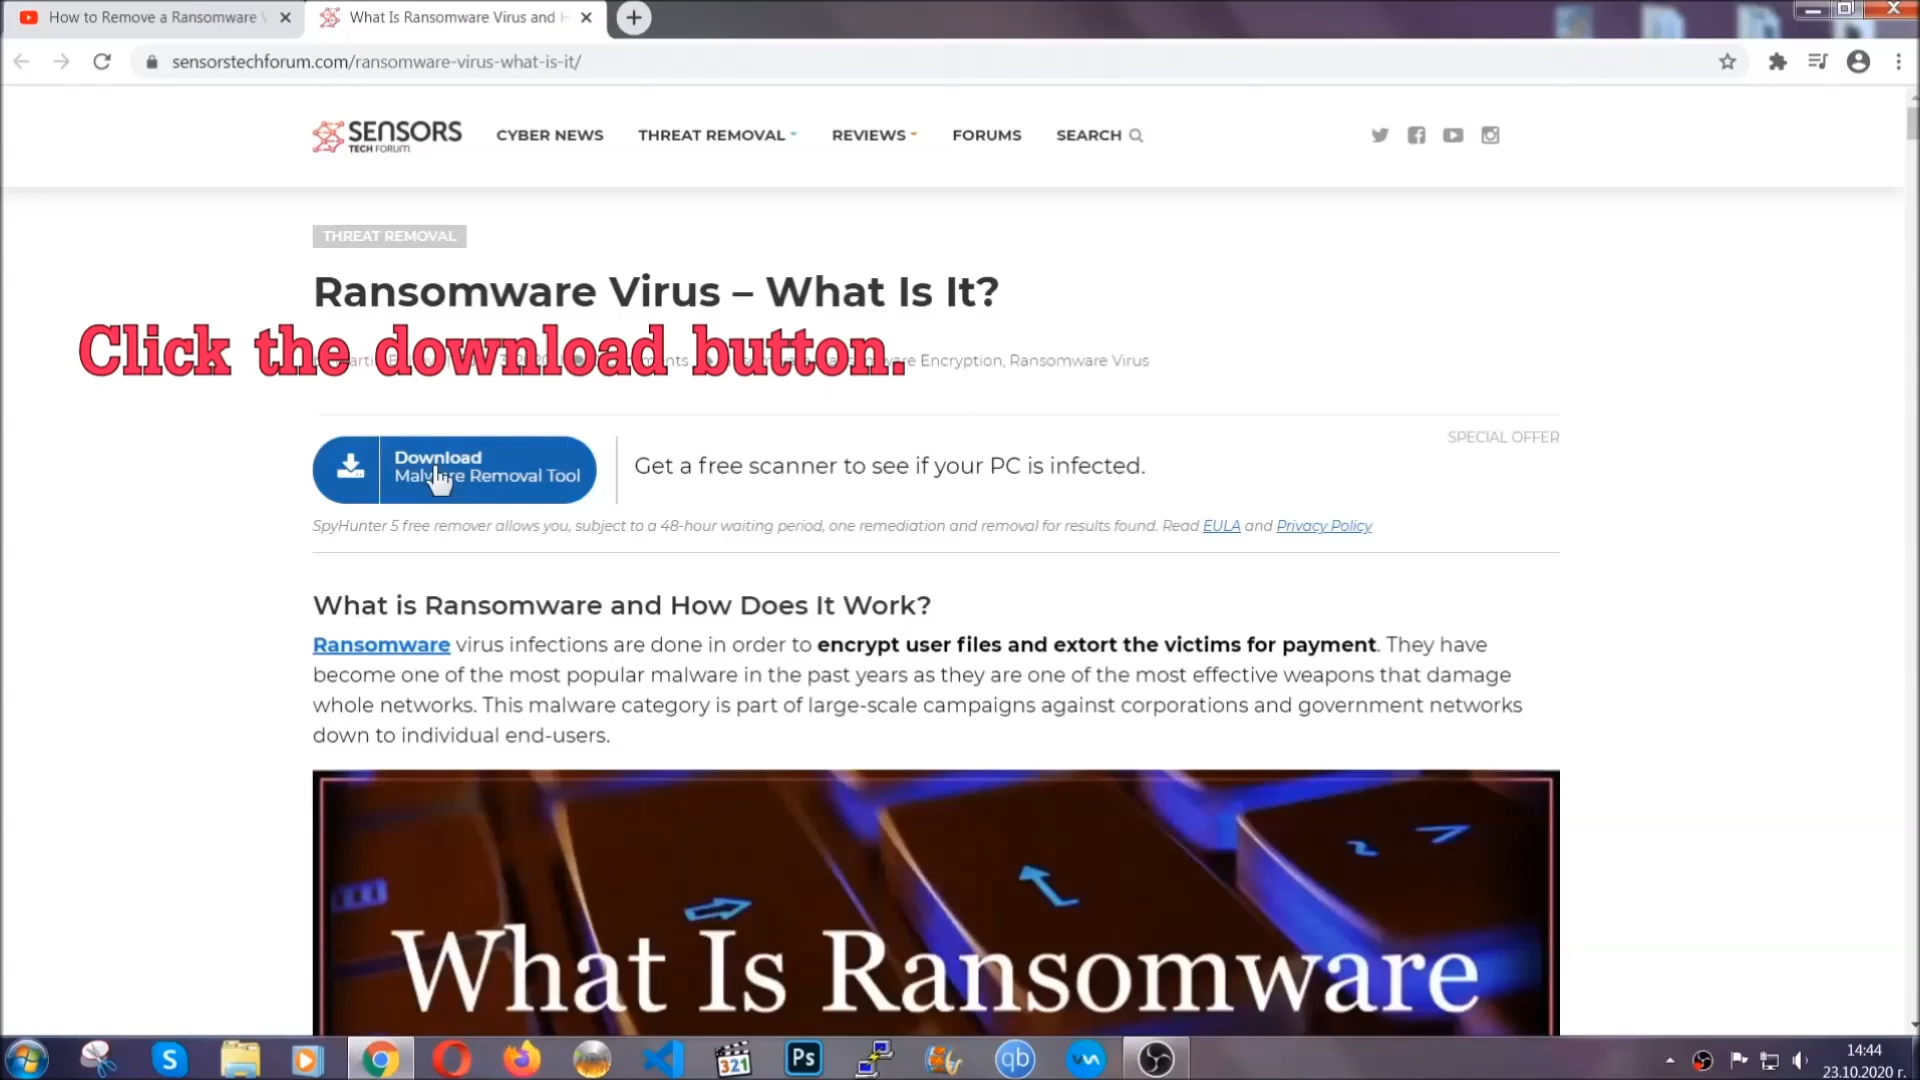 How to Remove a Ransomware V
What Is Ransomware Virus and H
sensorstechforum.com/ransomware-virus-what-is-it/
SENSORS
TECH FORUM
CYBER NEWS
THREAT REMOVAL
REVIEWS
FORUMS
SEARCH
THREAT REMOVAL
Ransomware Virus – What Is It?
Click the download button.
Encryption, Ransomware Virus
SPECIAL OFFER
Download
Malware Removal Tool
Get a free scanner to see if your PC is infected.
SpyHunter 5 free remover allows you, subject to a 48-hour waiting period, one remediation and removal for results found. Read EULA and Privacy Policy
What is Ransomware and How Does It Work?
Ransomware virus infections are done in order to encrypt user files and extort the victims for payment. They have
become one of the most popular malware in the past years as they are one of the most effective weapons that damage
whole networks. This malware category is part of large-scale campaigns against corporations and government networks
down to individual end-users.
What Is Ransomware
S
321
Ps
qb
14:44
23.10.2020 г.